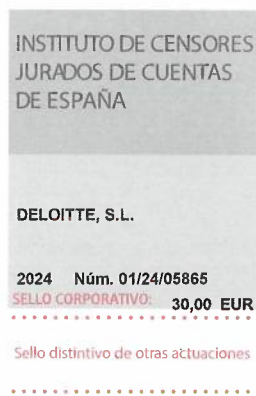 INSTITUTO DE CENSORES
JURADOS DE CUENTAS
DE ESPAÑA
DELOITTE, S.L.
2024 Núm. 01/24/05865
SELLO CORPORATIVO: 30,00 EUR
Sello distintivo de otras actuaciones